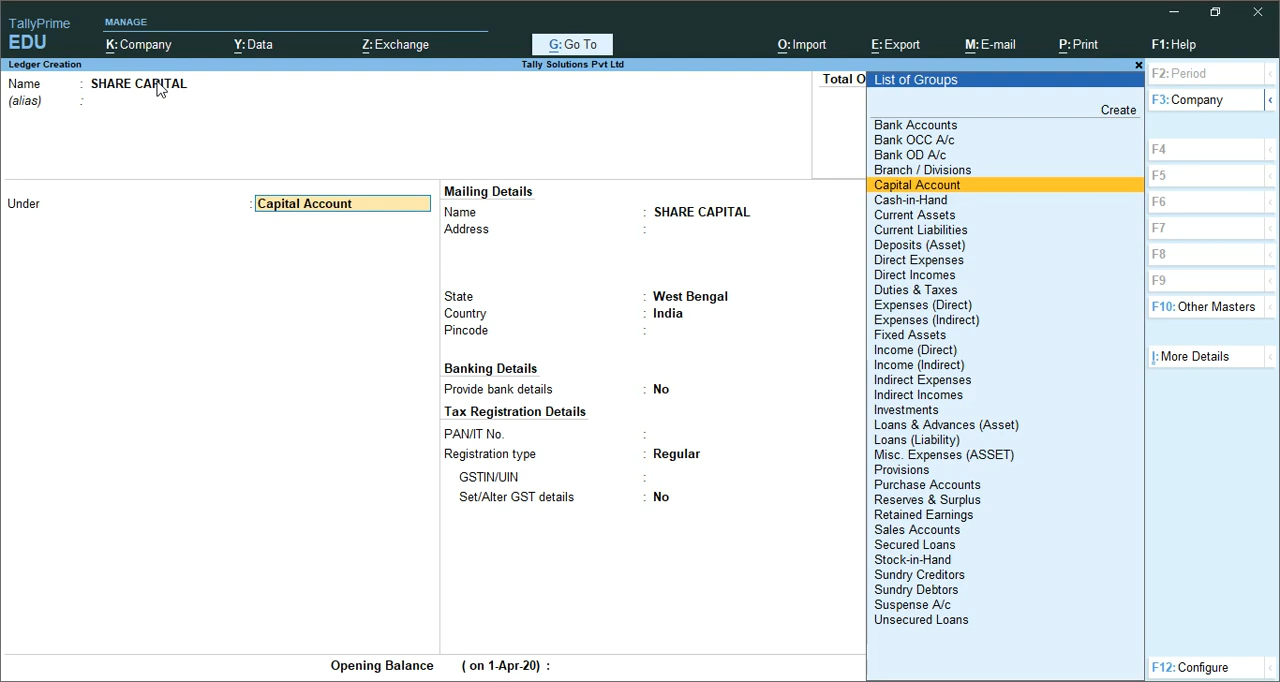 TallyPrime
EDU
MANAGE
K: Company
Y: Data
Z: Exchange
G: Go To
O: Import
E: Export
M: E-mail
P: Print
F1: Help
Ledger Creation
Tally Solutions Pvt Ltd
Name : SHARE CAPITAL
(alias) :
Total O
Under : Capital Account
Mailing Details
Name : SHARE CAPITAL
Address :
State : West Bengal
Country : India
Pincode :
Banking Details
Provide bank details : No
Tax Registration Details
PAN/IT No. :
Registration type : Regular
GSTIN/UIN :
Set/Alter GST details : No
Opening Balance ( on 1-Apr-20) :
List of Groups
Create
Bank Accounts
Bank OCC A/c
Bank OD A/c
Branch / Divisions
Capital Account
Cash-in-Hand
Current Assets
Current Liabilities
Deposits (Asset)
Direct Expenses
Direct Incomes
Duties & Taxes
Expenses (Direct)
Expenses (Indirect)
Fixed Assets
Income (Direct)
Income (Indirect)
Indirect Expenses
Indirect Incomes
Investments
Loans & Advances (Asset)
Loans (Liability)
Misc. Expenses (ASSET)
Provisions
Purchase Accounts
Reserves & Surplus
Retained Earnings
Sales Accounts
Secured Loans
Stock-in-Hand
Sundry Creditors
Sundry Debtors
Suspense A/c
Unsecured Loans
F2: Period
F3: Company
F4
F5
F6
F7
F8
F9
F10: Other Masters
I: More Details
F12: Configure